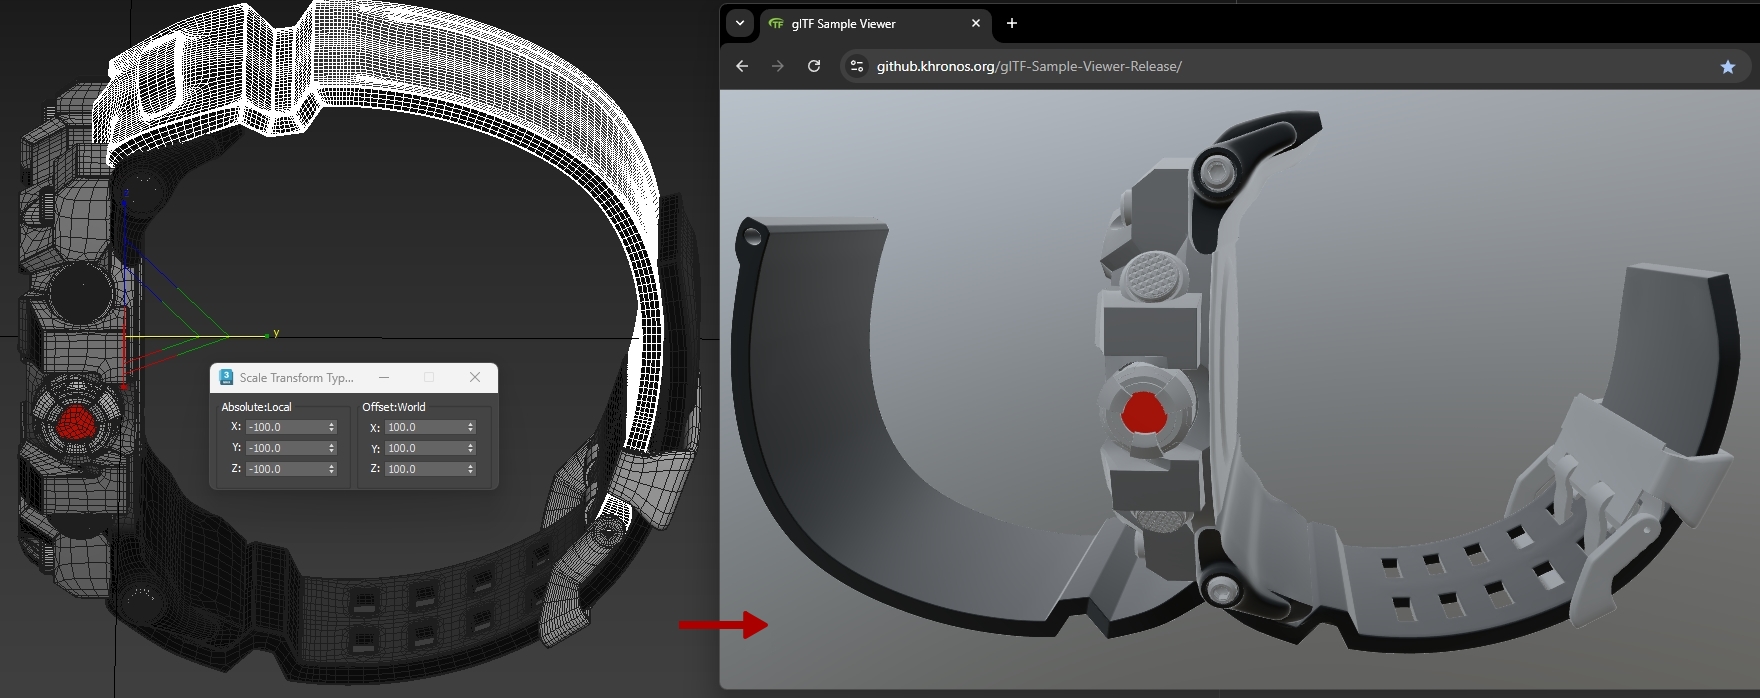 glTF Sample Viewer
github.khronos.org/glTF-Sample-Viewer-Release/
y
3
Scale Transform Typ...
Absolute:Local
Offset:World
X: -100.0
X: 100.0
Y: -100.0
Y: 100.0
Z: -100.0
Z: 100.0